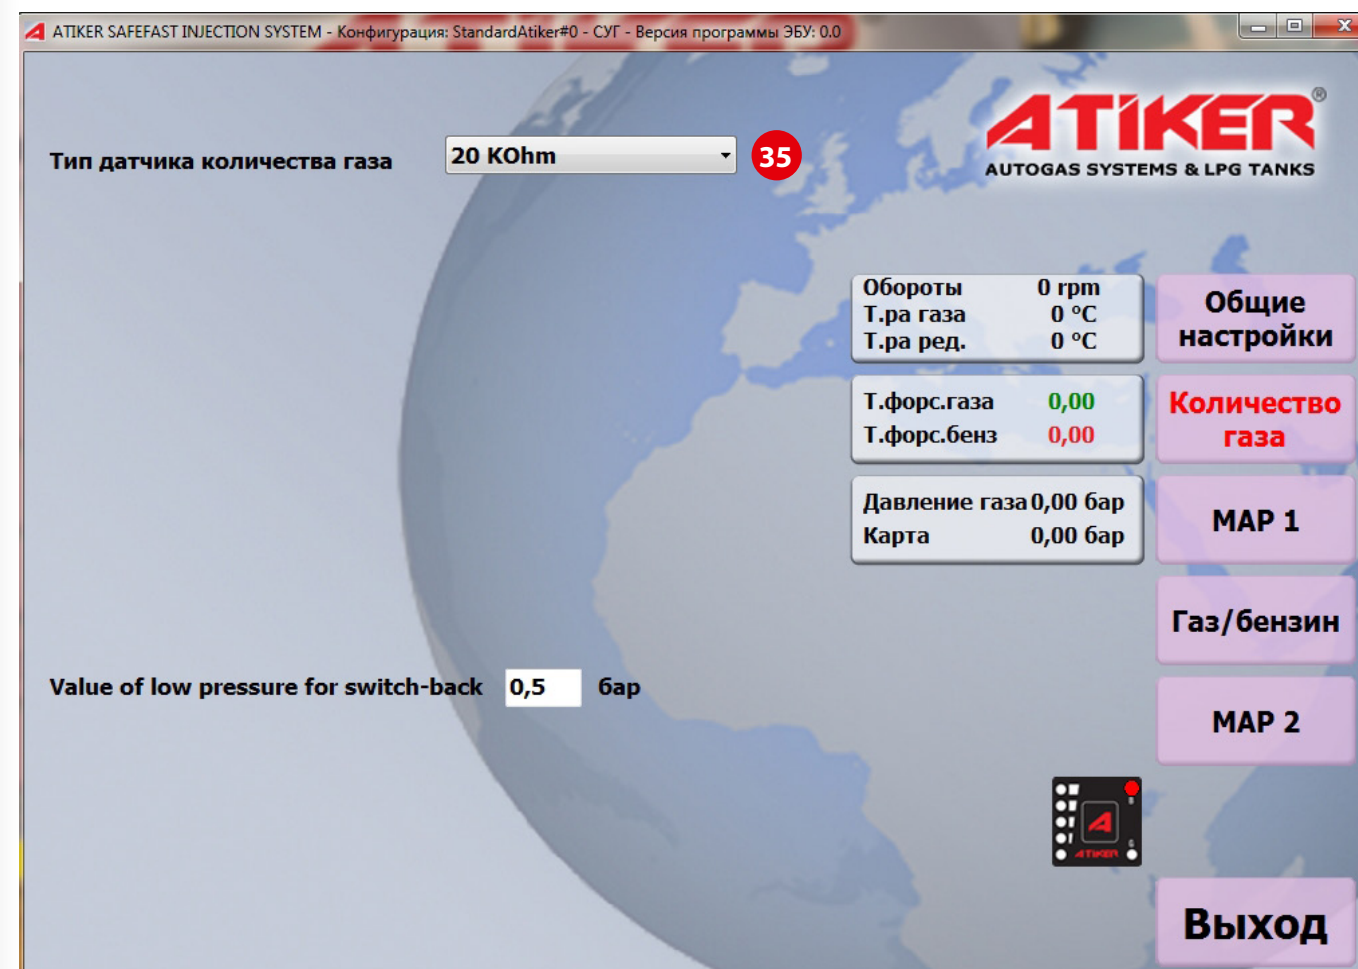 ATIKER SAFEFAST INJECTION SYSTEM - Конфигурация: StandardAtiker#0 - СУГ - Версия программы ЭБУ: 0.0
ATİKER®
AUTOGAS SYSTEMS & LPG TANKS
Тип датчика количества газа 20 KOhm 35
Обороты 0 rpm
Т.ра газа 0 °C
Т.ра ред. 0 °C
Т.форс.газа 0,00
Т.форс.бенз 0,00
Давление газа 0,00 бар
Карта 0,00 бар
Общие
настройки
Количество
газа
MAP 1
Газ/бензин
MAP 2
Value of low pressure for switch-back 0,5 бар
A
B
G
ATIKER
Выход